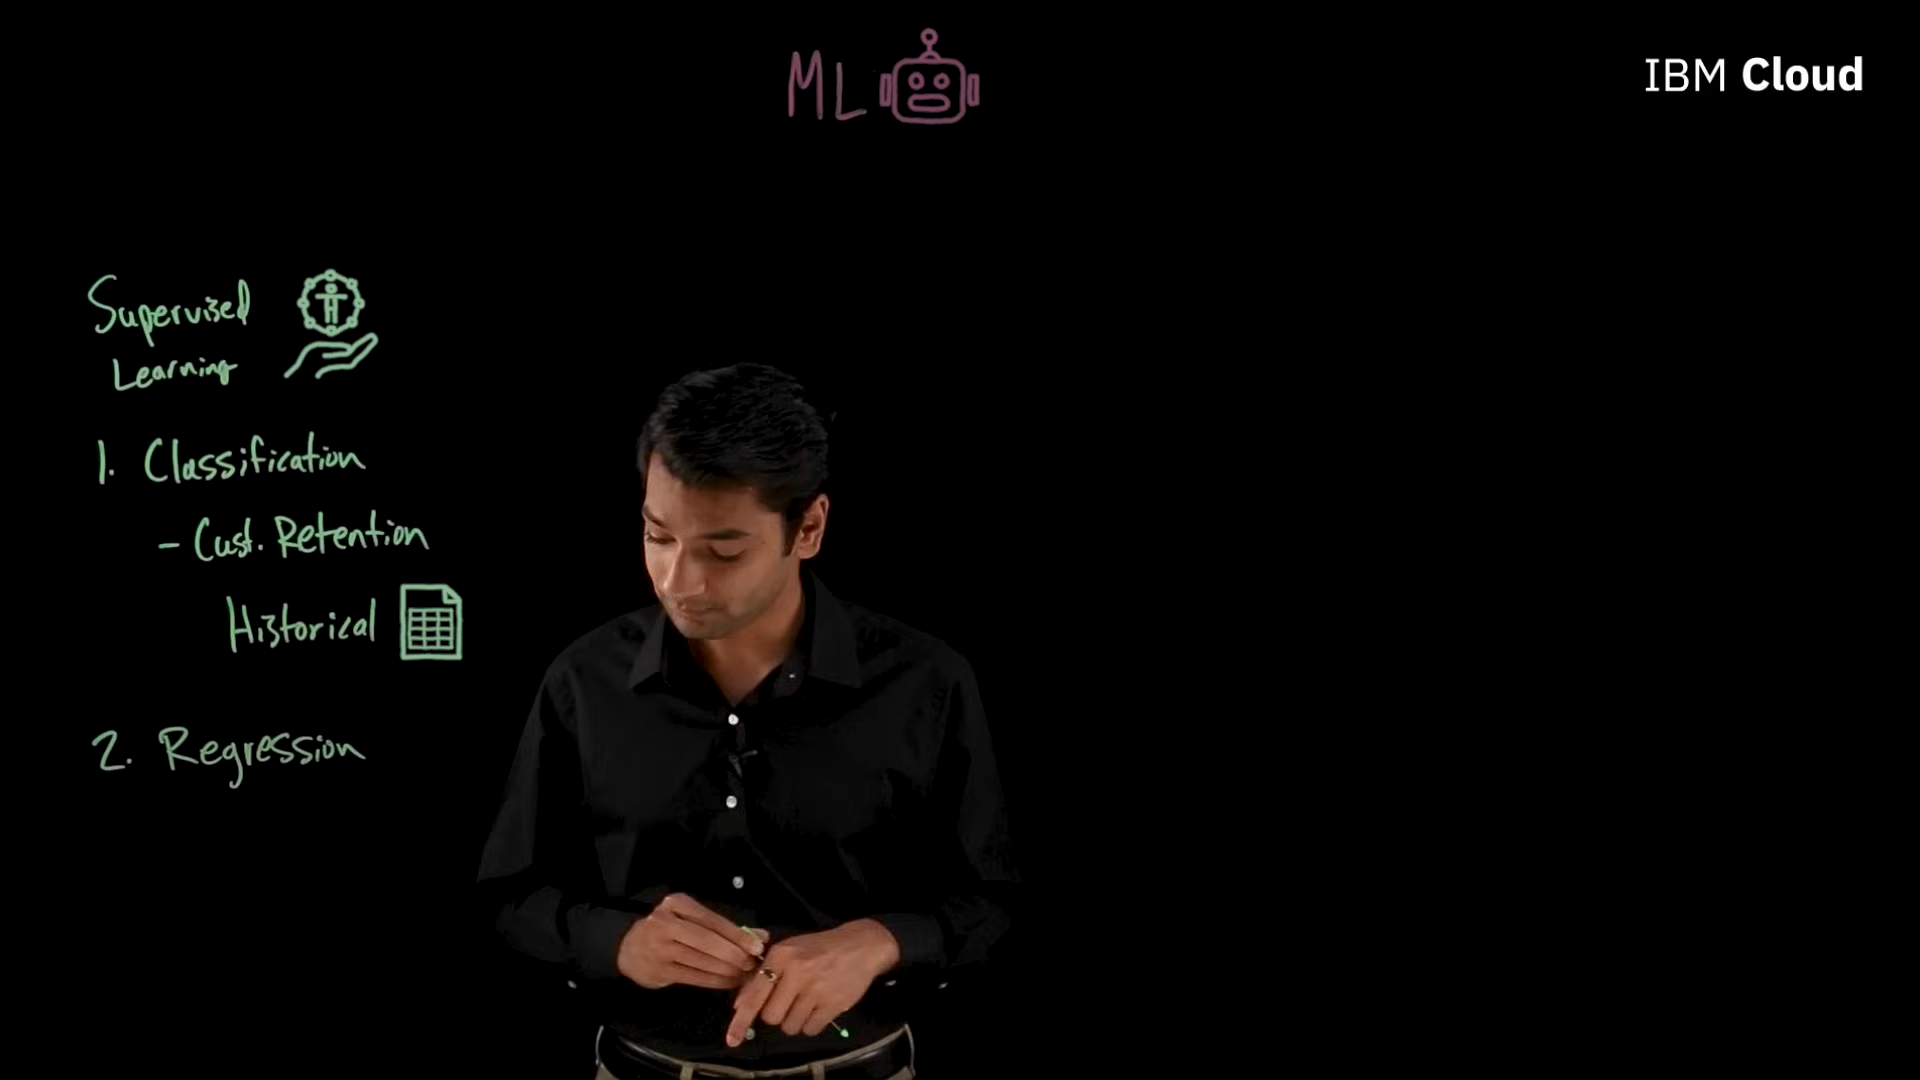 ML
IBM Cloud
Supervised
Learning
1. Classification
- Cust. Retention
Historical
2. Regression